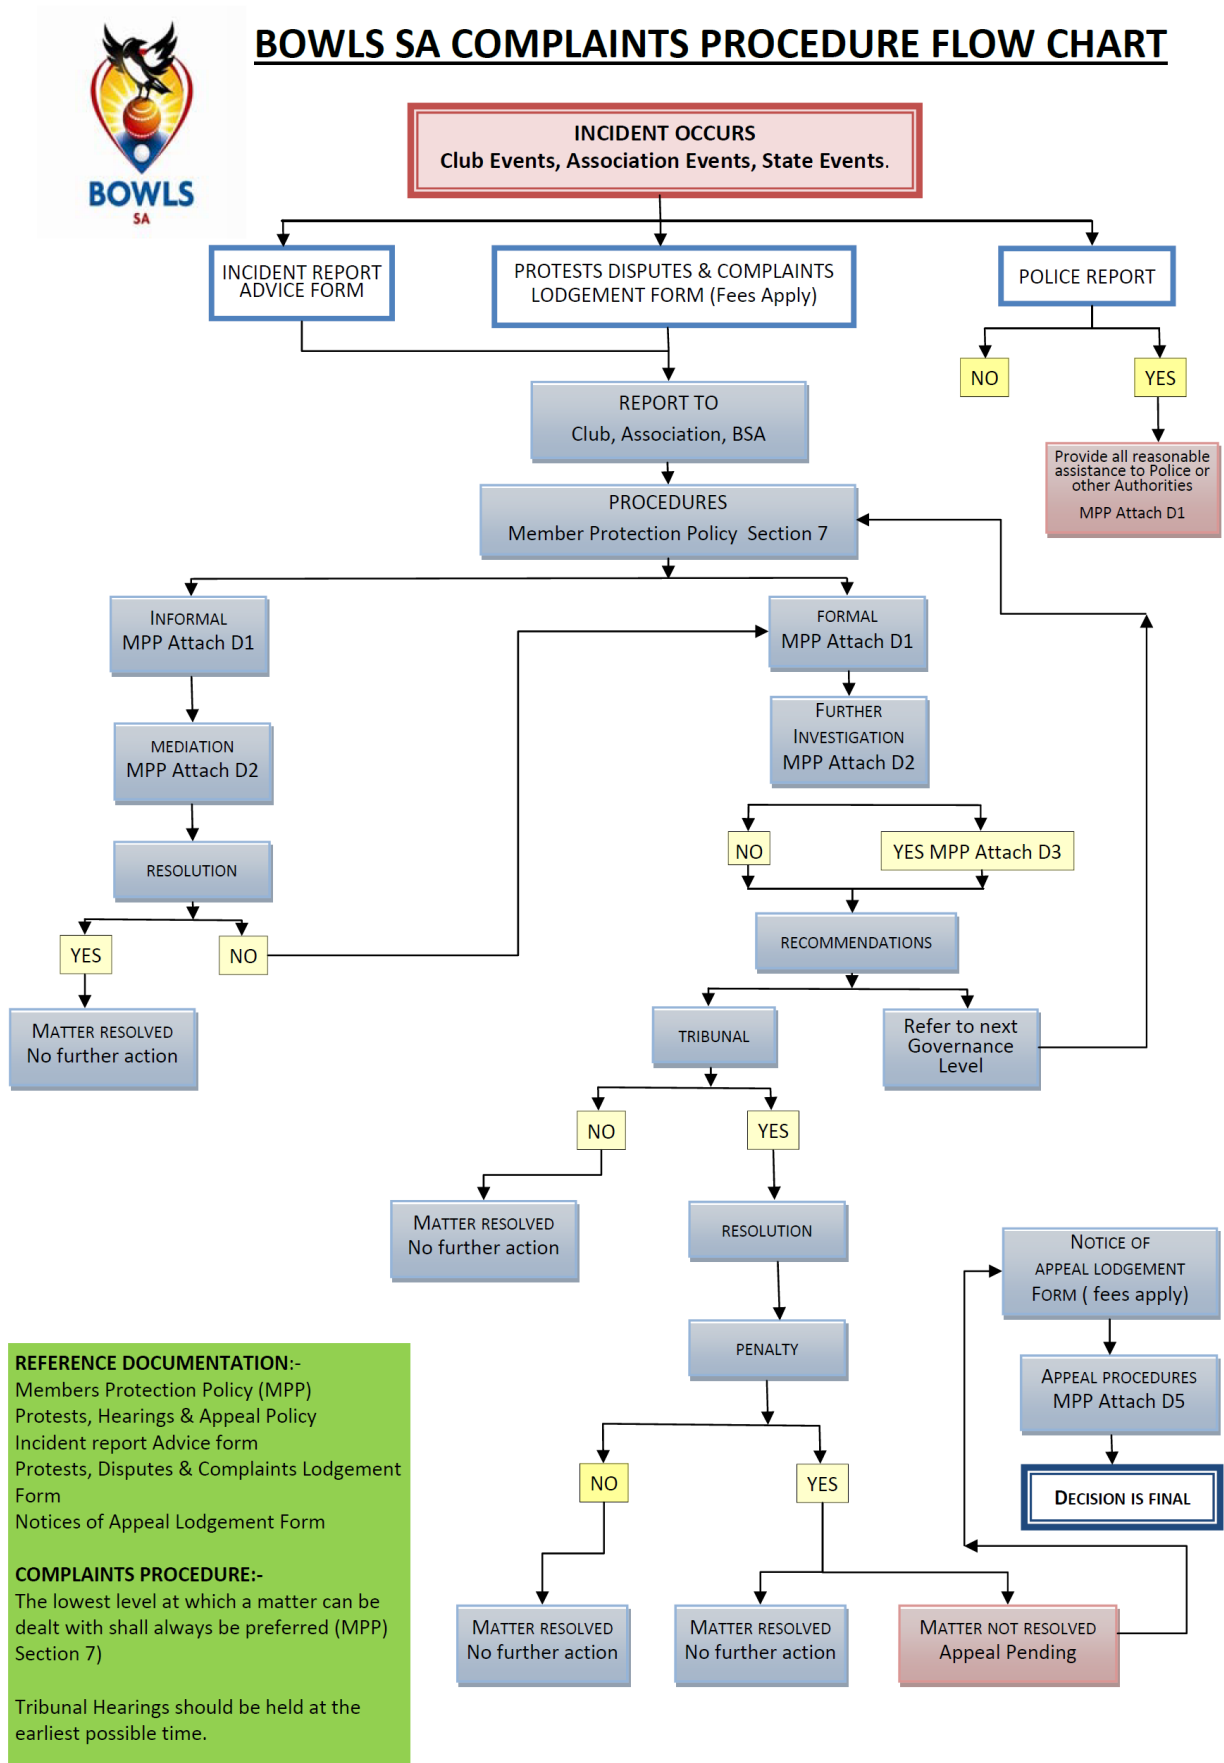 BOWLS SA COMPLAINTS PROCEDURE FLOW CHART
BOWLS
SA
INCIDENT OCCURS
Club Events, Association Events, State Events.
INCIDENT REPORT
ADVICE FORM
PROTESTS DISPUTES & COMPLAINTS
LODGEMENT FORM (Fees Apply)
POLICE REPORT
NO
YES
REPORT TO
Club, Association, BSA
Provide all reasonable
assistance to Police or
other Authorities
MPP Attach D1
PROCEDURES
Member Protection Policy Section 7
INFORMAL
MPP Attach D1
FORMAL
MPP Attach D1
MEDIATION
MPP Attach D2
FURTHER
INVESTIGATION
MPP Attach D2
RESOLUTION
NO
YES MPP Attach D3
YES
NO
RECOMMENDATIONS
MATTER RESOLVED
No further action
TRIBUNAL
Refer to next
Governance
Level
NO
YES
MATTER RESOLVED
No further action
RESOLUTION
NOTICE OF
APPEAL LODGEMENT
FORM ( fees apply)
PENALTY
APPEAL PROCEDURES
MPP Attach D5
NO
YES
DECISION IS FINAL
MATTER RESOLVED
No further action
MATTER RESOLVED
No further action
MATTER NOT RESOLVED
Appeal Pending
REFERENCE DOCUMENTATION:-
Members Protection Policy (MPP)
Protests, Hearings & Appeal Policy
Incident report Advice form
Protests, Disputes & Complaints Lodgement
Form
Notices of Appeal Lodgement Form
COMPLAINTS PROCEDURE:-
The lowest level at which a matter can be
dealt with shall always be preferred (MPP)
Section 7)
Tribunal Hearings should be held at the
earliest possible time.